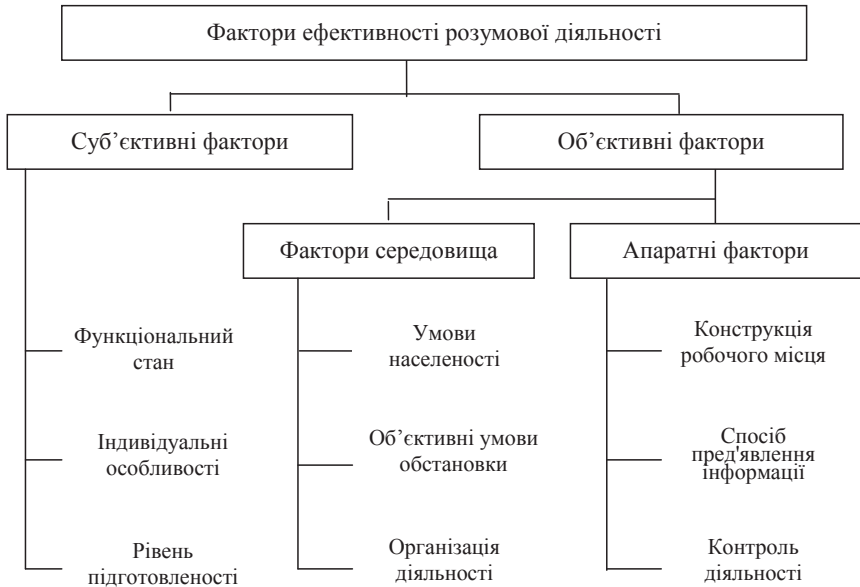 Фактори ефективності розумової діяльності
Суб’єктивні фактори
Об’єктивні фактори
Фактори середовища
Апаратні фактори
Функціональний
стан
Умови
населеності
Конструкція
робочого місця
Індивідуальні
особливості
Об’єктивні умови
обстановки
Спосіб
пред'явлення
інформації
Рівень
підготовленості
Організація
діяльності
Контроль
діяльності